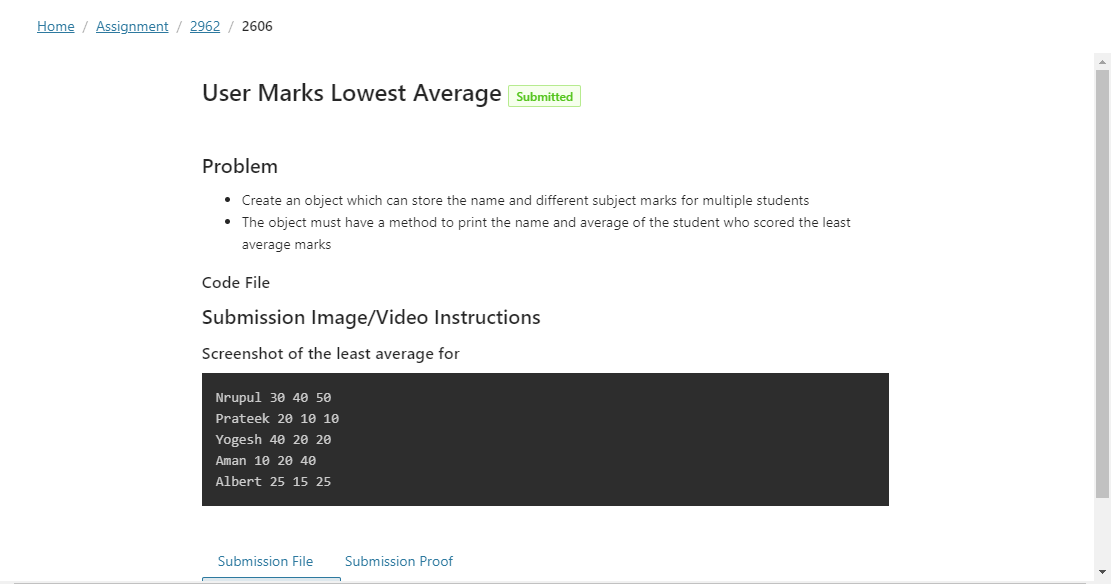 Home / Assignment / 2962 / 2606
User Marks Lowest Average Submitted
Problem
• Create an object which can store the name and different subject marks for multiple students
• The object must have a method to print the name and average of the student who scored the least
average marks
Code File
Submission Image/Video Instructions
Screenshot of the least average for
Nrupul 30 40 50
Prateek 20 10 10
Yogesh 40 20 20
Aman 10 20 40
Albert 25 15 25
Submission File Submission Proof